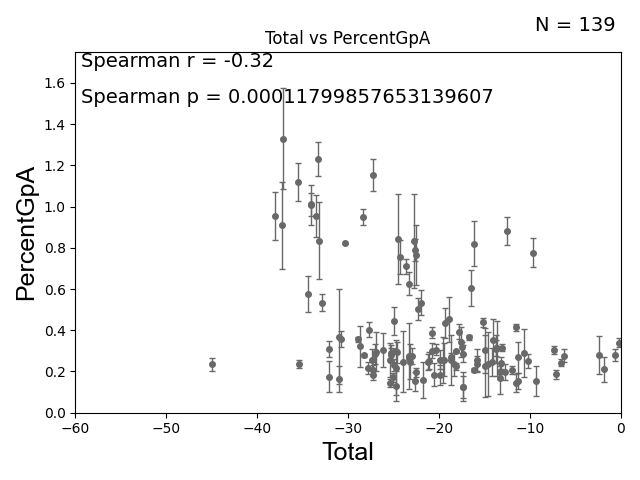 N = 139
Total vs PercentGpA
Spearman r = -0.32
Spearman p = 0.00011799857653139607
PercentGpA
1.6
1.4
1.2
1.0
0.8
0.6
0.4
0.2
0.0
−60 −50 −40 −30 −20 −10 0
Total